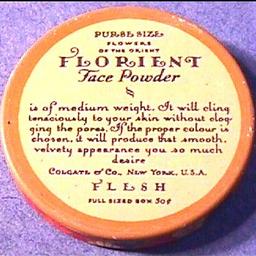 PURSE SIZE
FLOWERS
OF THE ORIENT
FLORIENT
Face Powder
is of medium weight. It will cling
tenaciously to your skin without clog-
ging the pores. If the proper colour is
chosen, it will produce that smooth,
velvety appearance you so much
desire
COLGATE & CO., NEW YORK, U.S.A.
FLESH
FULL SIZED BOX 50¢